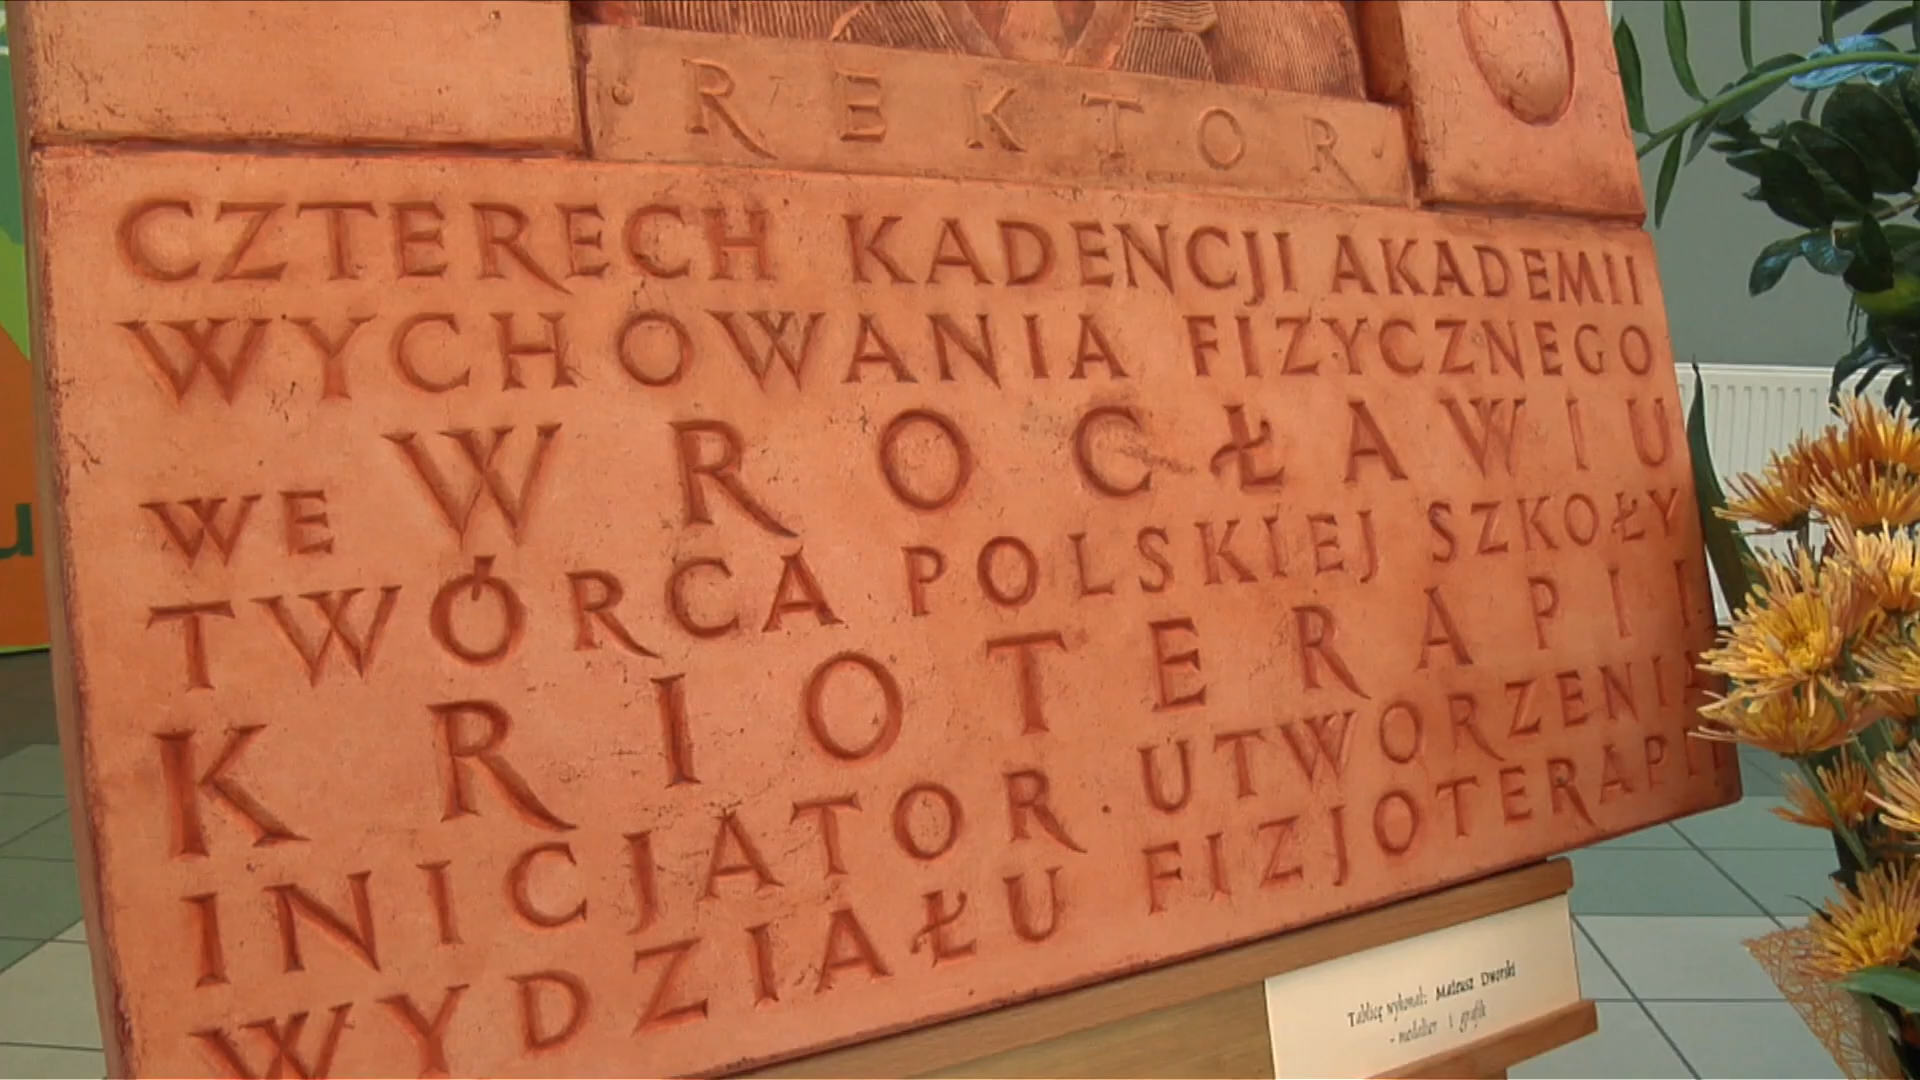 REKTOR
CZTERECH KADENCJI AKADEMII
WYCHOWANIA FIZYCZNEGO
WE WROCŁAWIU
TWÓRCA POLSKIEJ SZKOŁY
KRIOTERAPII
INICJATOR UTWORZENIA
WYDZIAŁU FIZJOTERAPII
Tablicę wykonał: Mateusz Dworski
- medalier i grafik
u